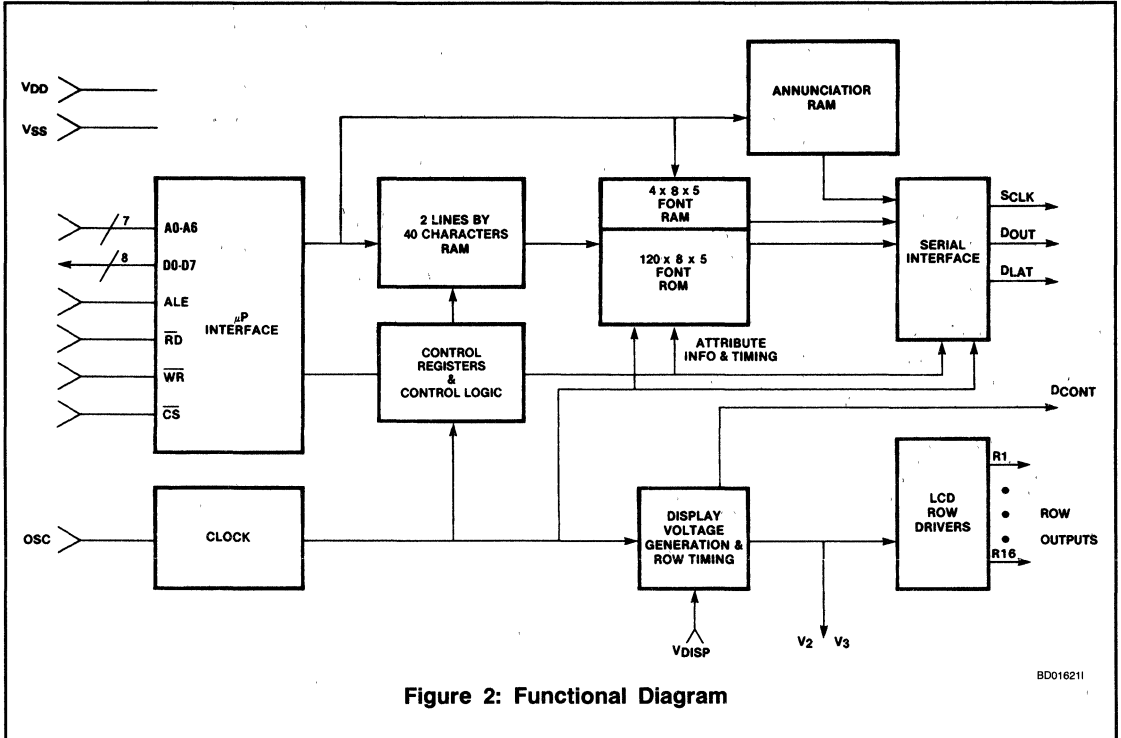 VDD
VSS
ANNUNCIATIOR
RAM
7
A0-A6
8
D0-D7
ALE
RD
WR
CS
μP
INTERFACE
2 LINES BY
40 CHARACTERS
RAM
4 x 8 x 5
FONT
RAM
120 x 8 x 5
FONT
ROM
SERIAL
INTERFACE
SCLK
DOUT
DLAT
CONTROL
REGISTERS
&
CONTROL LOGIC
ATTRIBUTE
INFO & TIMING
DCONT
OSC
CLOCK
DISPLAY
VOLTAGE
GENERATION &
ROW TIMING
LCD
ROW
DRIVERS
R1
ROW
OUTPUTS
R16
VDISP
V2 V3
BD01621I
Figure 2: Functional Diagram